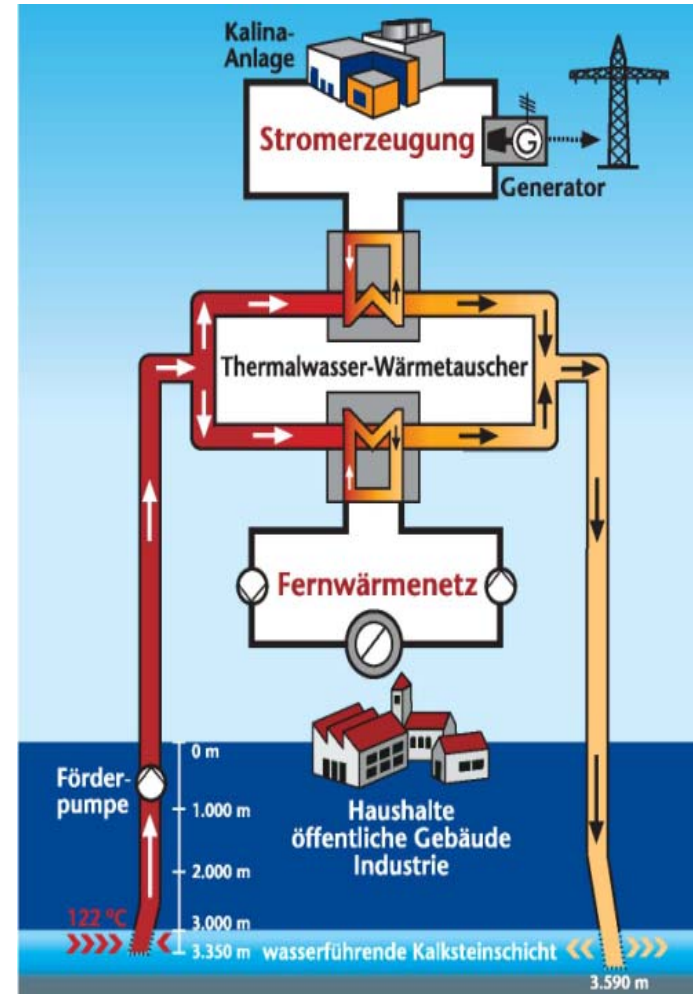 Kalina-
Anlage
Stromerzeugung
G
Generator
Thermalwasser-Wärmetauscher
Fernwärmenetz
0 m
Förder-
pumpe
1.000 m
Haushalte
öffentliche Gebäude
Industrie
2.000 m
122 °C
3.000 m
3.350 m
wasserführende Kalksteinschicht
3.590 m